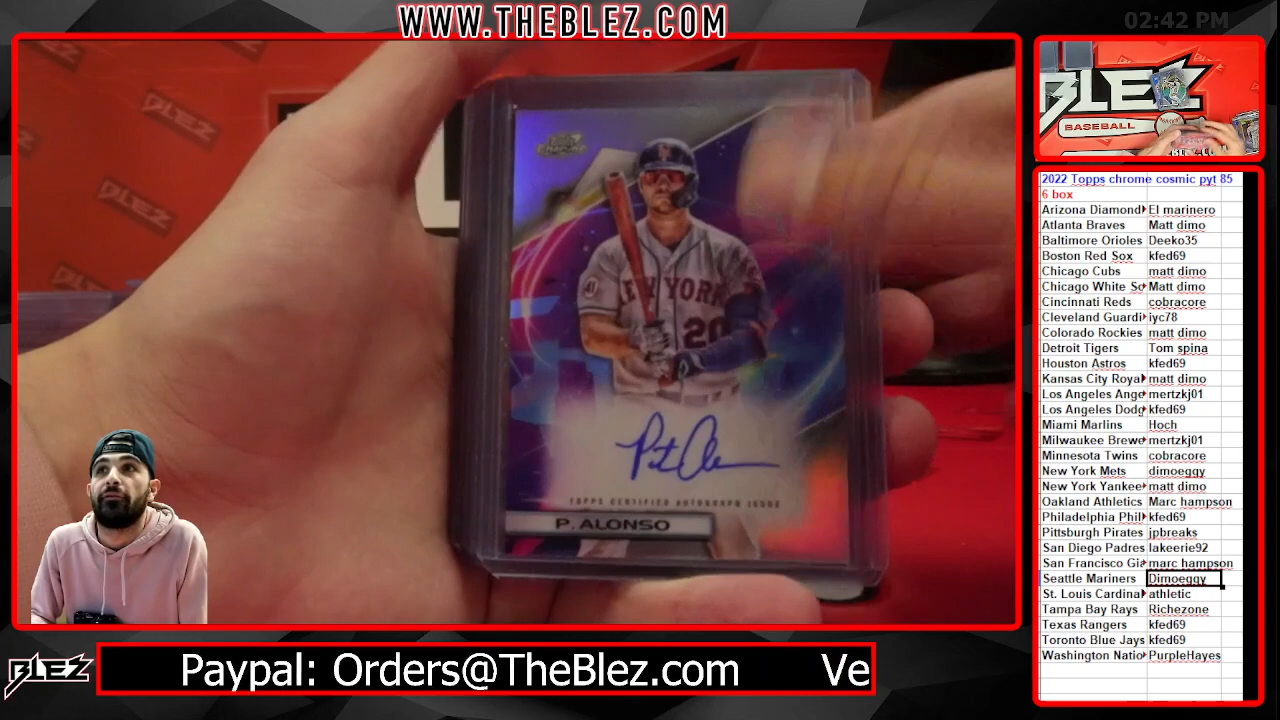 WWW.THEBLEZ.COM
02:42 PM
BLEZ
BLEZ
BLEZ
BASEBALL
Topps Chrome
NEW YORK
20
TOPPS CERTIFIED AUTOGRAPH ISSUE
P. ALONSO
2022 Topps chrome cosmic pyt 85
6 box
Arizona Diamond El marinero
Atlanta Braves Matt dimo
Baltimore Orioles Deeko35
Boston Red Sox kfed69
Chicago Cubs matt dimo
Chicago White So Matt dimo
Cincinnati Reds cobracore
Cleveland Guardi iyc78
Colorado Rockies matt dimo
Detroit Tigers Tom spina
Houston Astros kfed69
Kansas City Roya matt dimo
Los Angeles Ange mertzkj01
Los Angeles Dodg kfed69
Miami Marlins Hoch
Milwaukee Brewe mertzkj01
Minnesota Twins cobracore
New York Mets dimoeggy
New York Yankee matt dimo
Oakland Athletics Marc hampson
Philadelphia Phil kfed69
Pittsburgh Pirates jpbreaks
San Diego Padres lakeerie92
San Francisco Gia marc hampson
Seattle Mariners Dimoeggy
St. Louis Cardina athletic
Tampa Bay Rays Richezone
Texas Rangers kfed69
Toronto Blue Jays kfed69
Washington Natio PurpleHayes
BLEZ
Paypal: Orders@TheBlez.com Ve